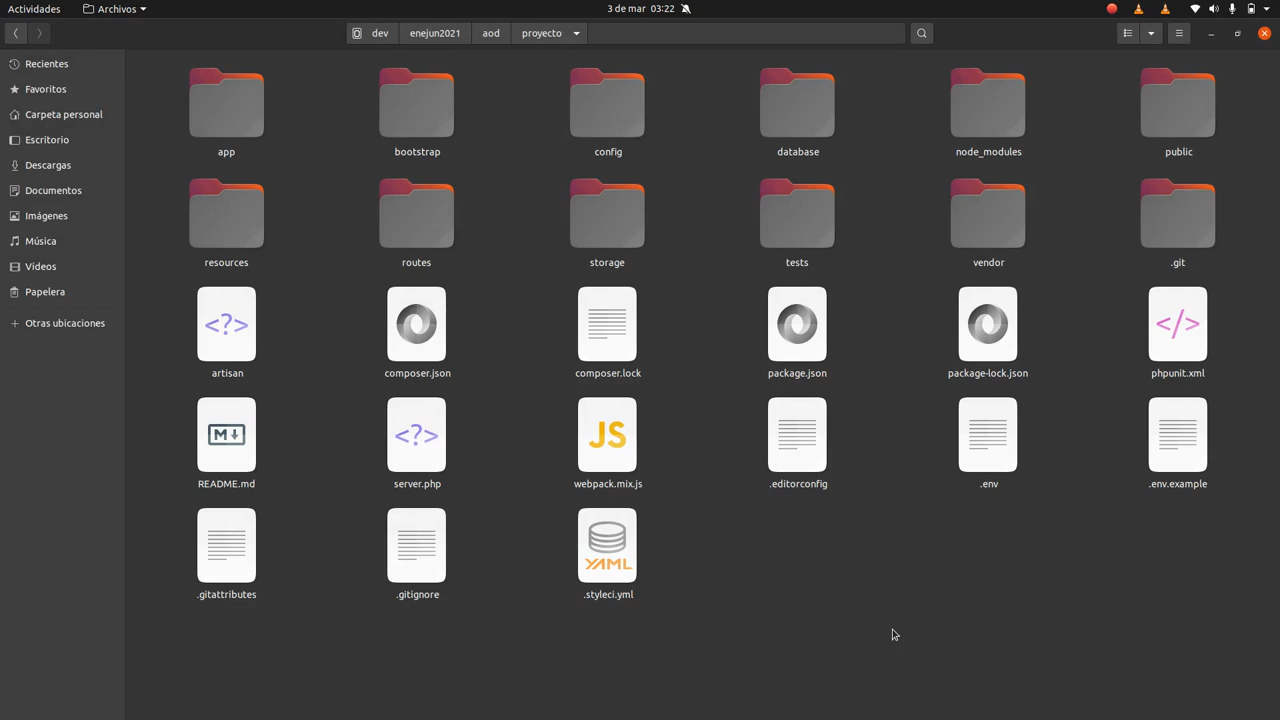 Actividades Archivos 3 de mar 03:22
dev enejun2021 aod proyecto
Recientes
Favoritos
Carpeta personal
Escritorio
Descargas
Documentos
Imágenes
Música
Vídeos
Papelera
Otras ubicaciones
app bootstrap config database node_modules public
resources routes storage tests vendor .git
<?> </>
artisan composer.json composer.lock package.json package-lock.json phpunit.xml
M <?> JS
README.md server.php webpack.mix.js .editorconfig .env .env.example
YAML
.gitattributes .gitignore .styleci.yml